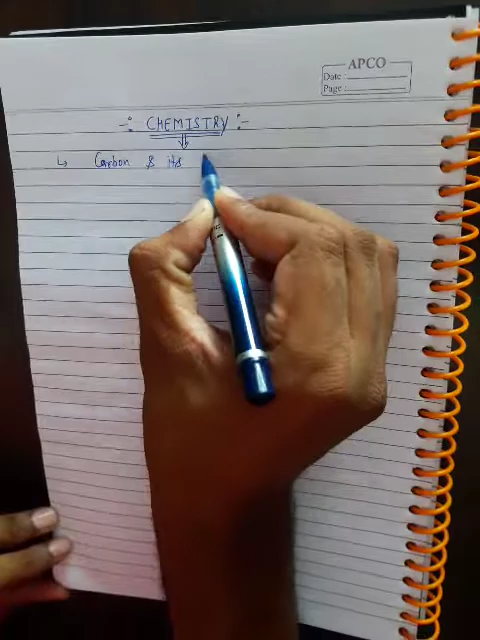 APCO
Date :
Page :
-: CHEMISTRY :-
↳ Carbon & its